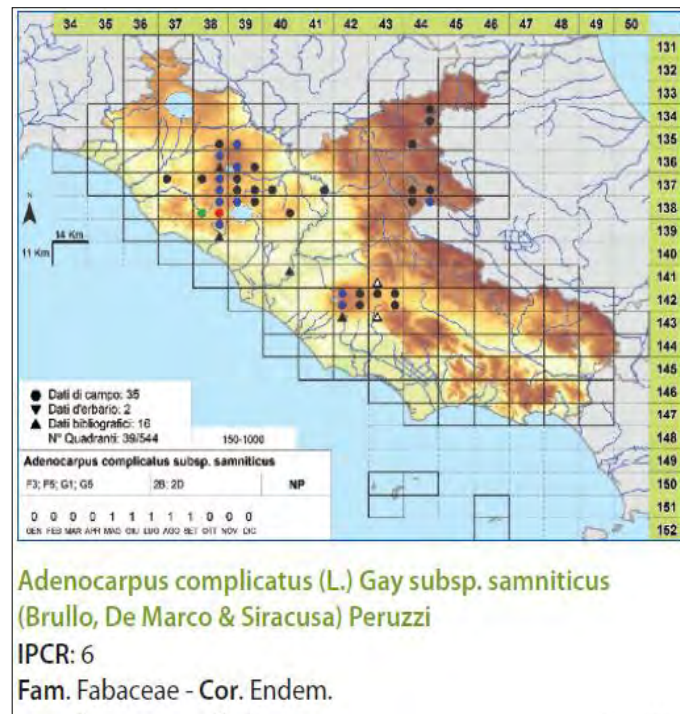 34 35 36 37 38 39 40 41 42 43 44 45 46 47 48 49 50
131
132
133
134
135
136
137
138
139
140
141
142
143
144
145
146
147
148
149
150
151
152
N
14 Km
11 Km
Dati di campo: 35
Dati d'erbario: 2
Dati bibliografici: 16
N° Quadranti: 39/544 150-1000
Adenocarpus complicatus subsp. samniticus
F3; F5; G1; G5 2B; 2D NP
0 0 0 0 1 1 1 1 1 0 0 0
GEN FEB MAR APR MAG GIU LUG AGO SET OTT NOV DIC
Adenocarpus complicatus (L.) Gay subsp. samniticus
(Brullo, De Marco & Siracusa) Peruzzi
IPCR: 6
Fam. Fabaceae - Cor. Endem.